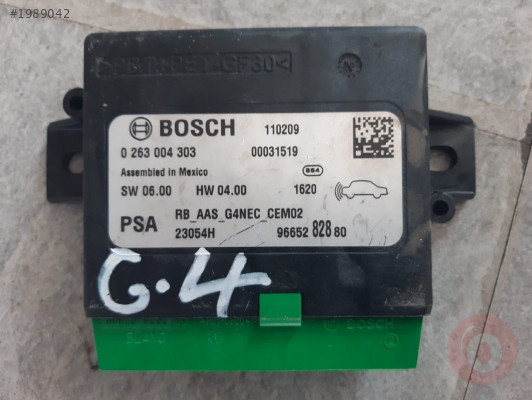 #1989042
BOSCH 110209
0 263 004 303 00031519
Assembled in Mexico 864
SW 06.00 HW 04.00 1620
PSA RB_AAS_G4NEC_CEM02
23054H 96652 828 80
G.4
BOSCH